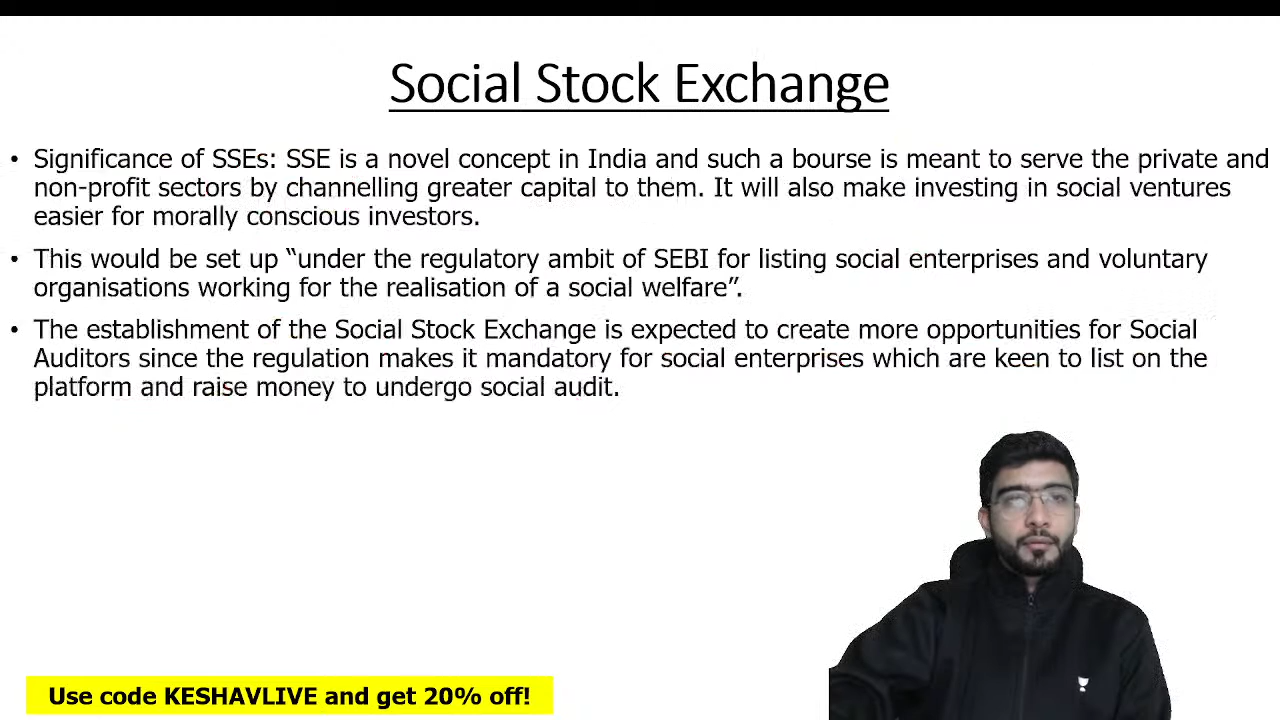 Social Stock Exchange
• Significance of SSEs: SSE is a novel concept in India and such a bourse is meant to serve the private and
non-profit sectors by channelling greater capital to them. It will also make investing in social ventures
easier for morally conscious investors.
• This would be set up “under the regulatory ambit of SEBI for listing social enterprises and voluntary
organisations working for the realisation of a social welfare”.
• The establishment of the Social Stock Exchange is expected to create more opportunities for Social
Auditors since the regulation makes it mandatory for social enterprises which are keen to list on the
platform and raise money to undergo social audit.
Use code KESHAVLIVE and get 20% off!